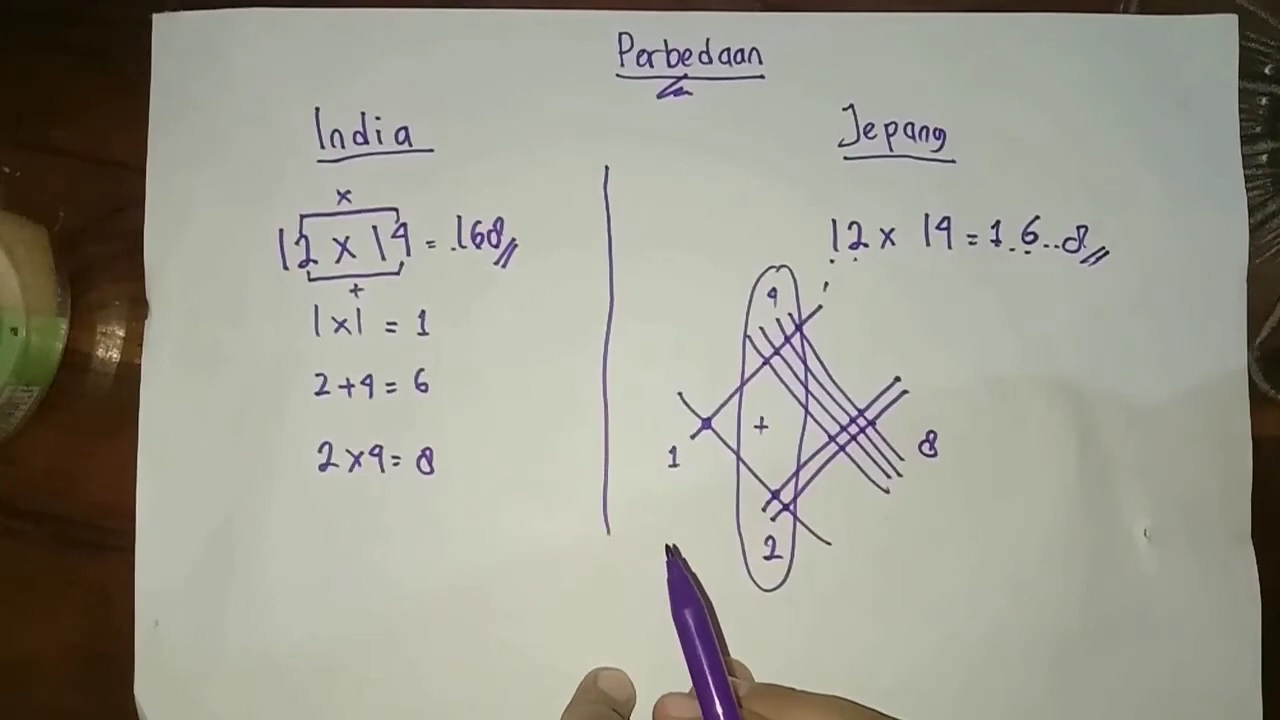 Perbedaan
India
x
12 x 14 = 168
+
1x1 = 1
2+4 = 6
2x4 = 8
Jepang
12 x 14 = 1.6..8
4
+
1
8
2